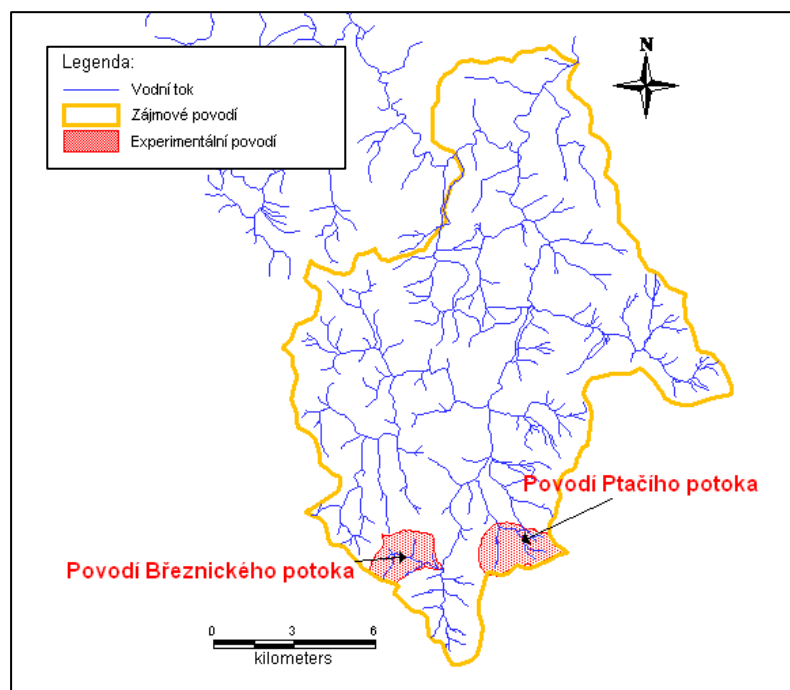 N
Legenda:
Vodní tok
Zájmové povodí
Experimentální povodí
Povodí Ptačího potoka
Povodí Březnického potoka
0 3 6
kilometers